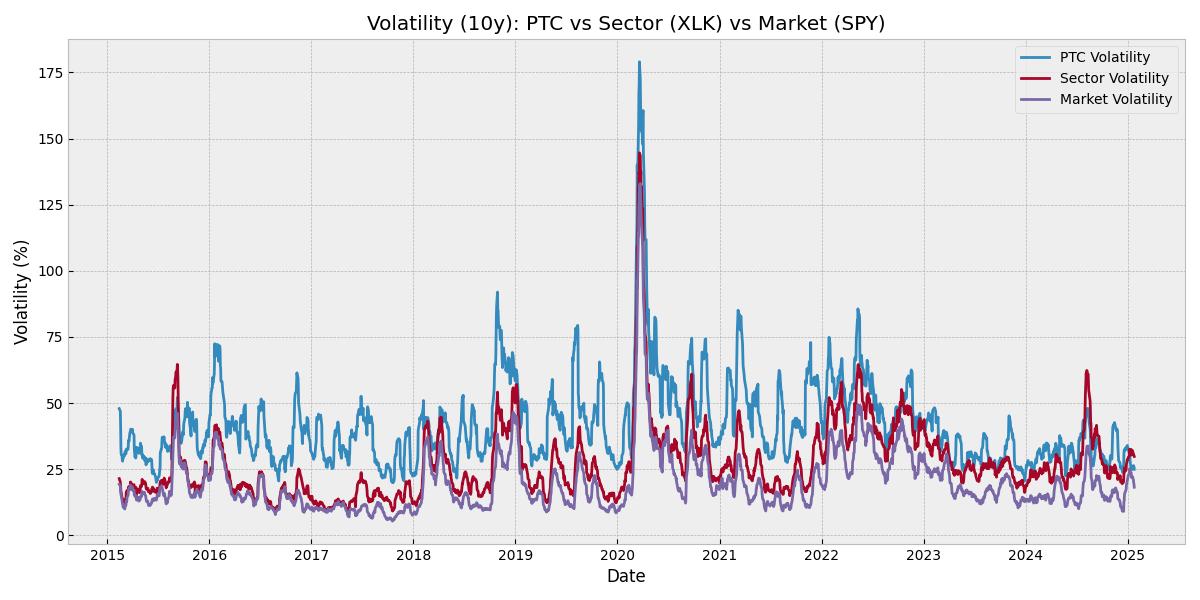 Volatility (10y): PTC vs Sector (XLK) vs Market (SPY)
PTC Volatility
Sector Volatility
Market Volatility
Volatility (%)
175
150
125
100
75
50
25
0
2015 2016 2017 2018 2019 2020 2021 2022 2023 2024 2025
Date